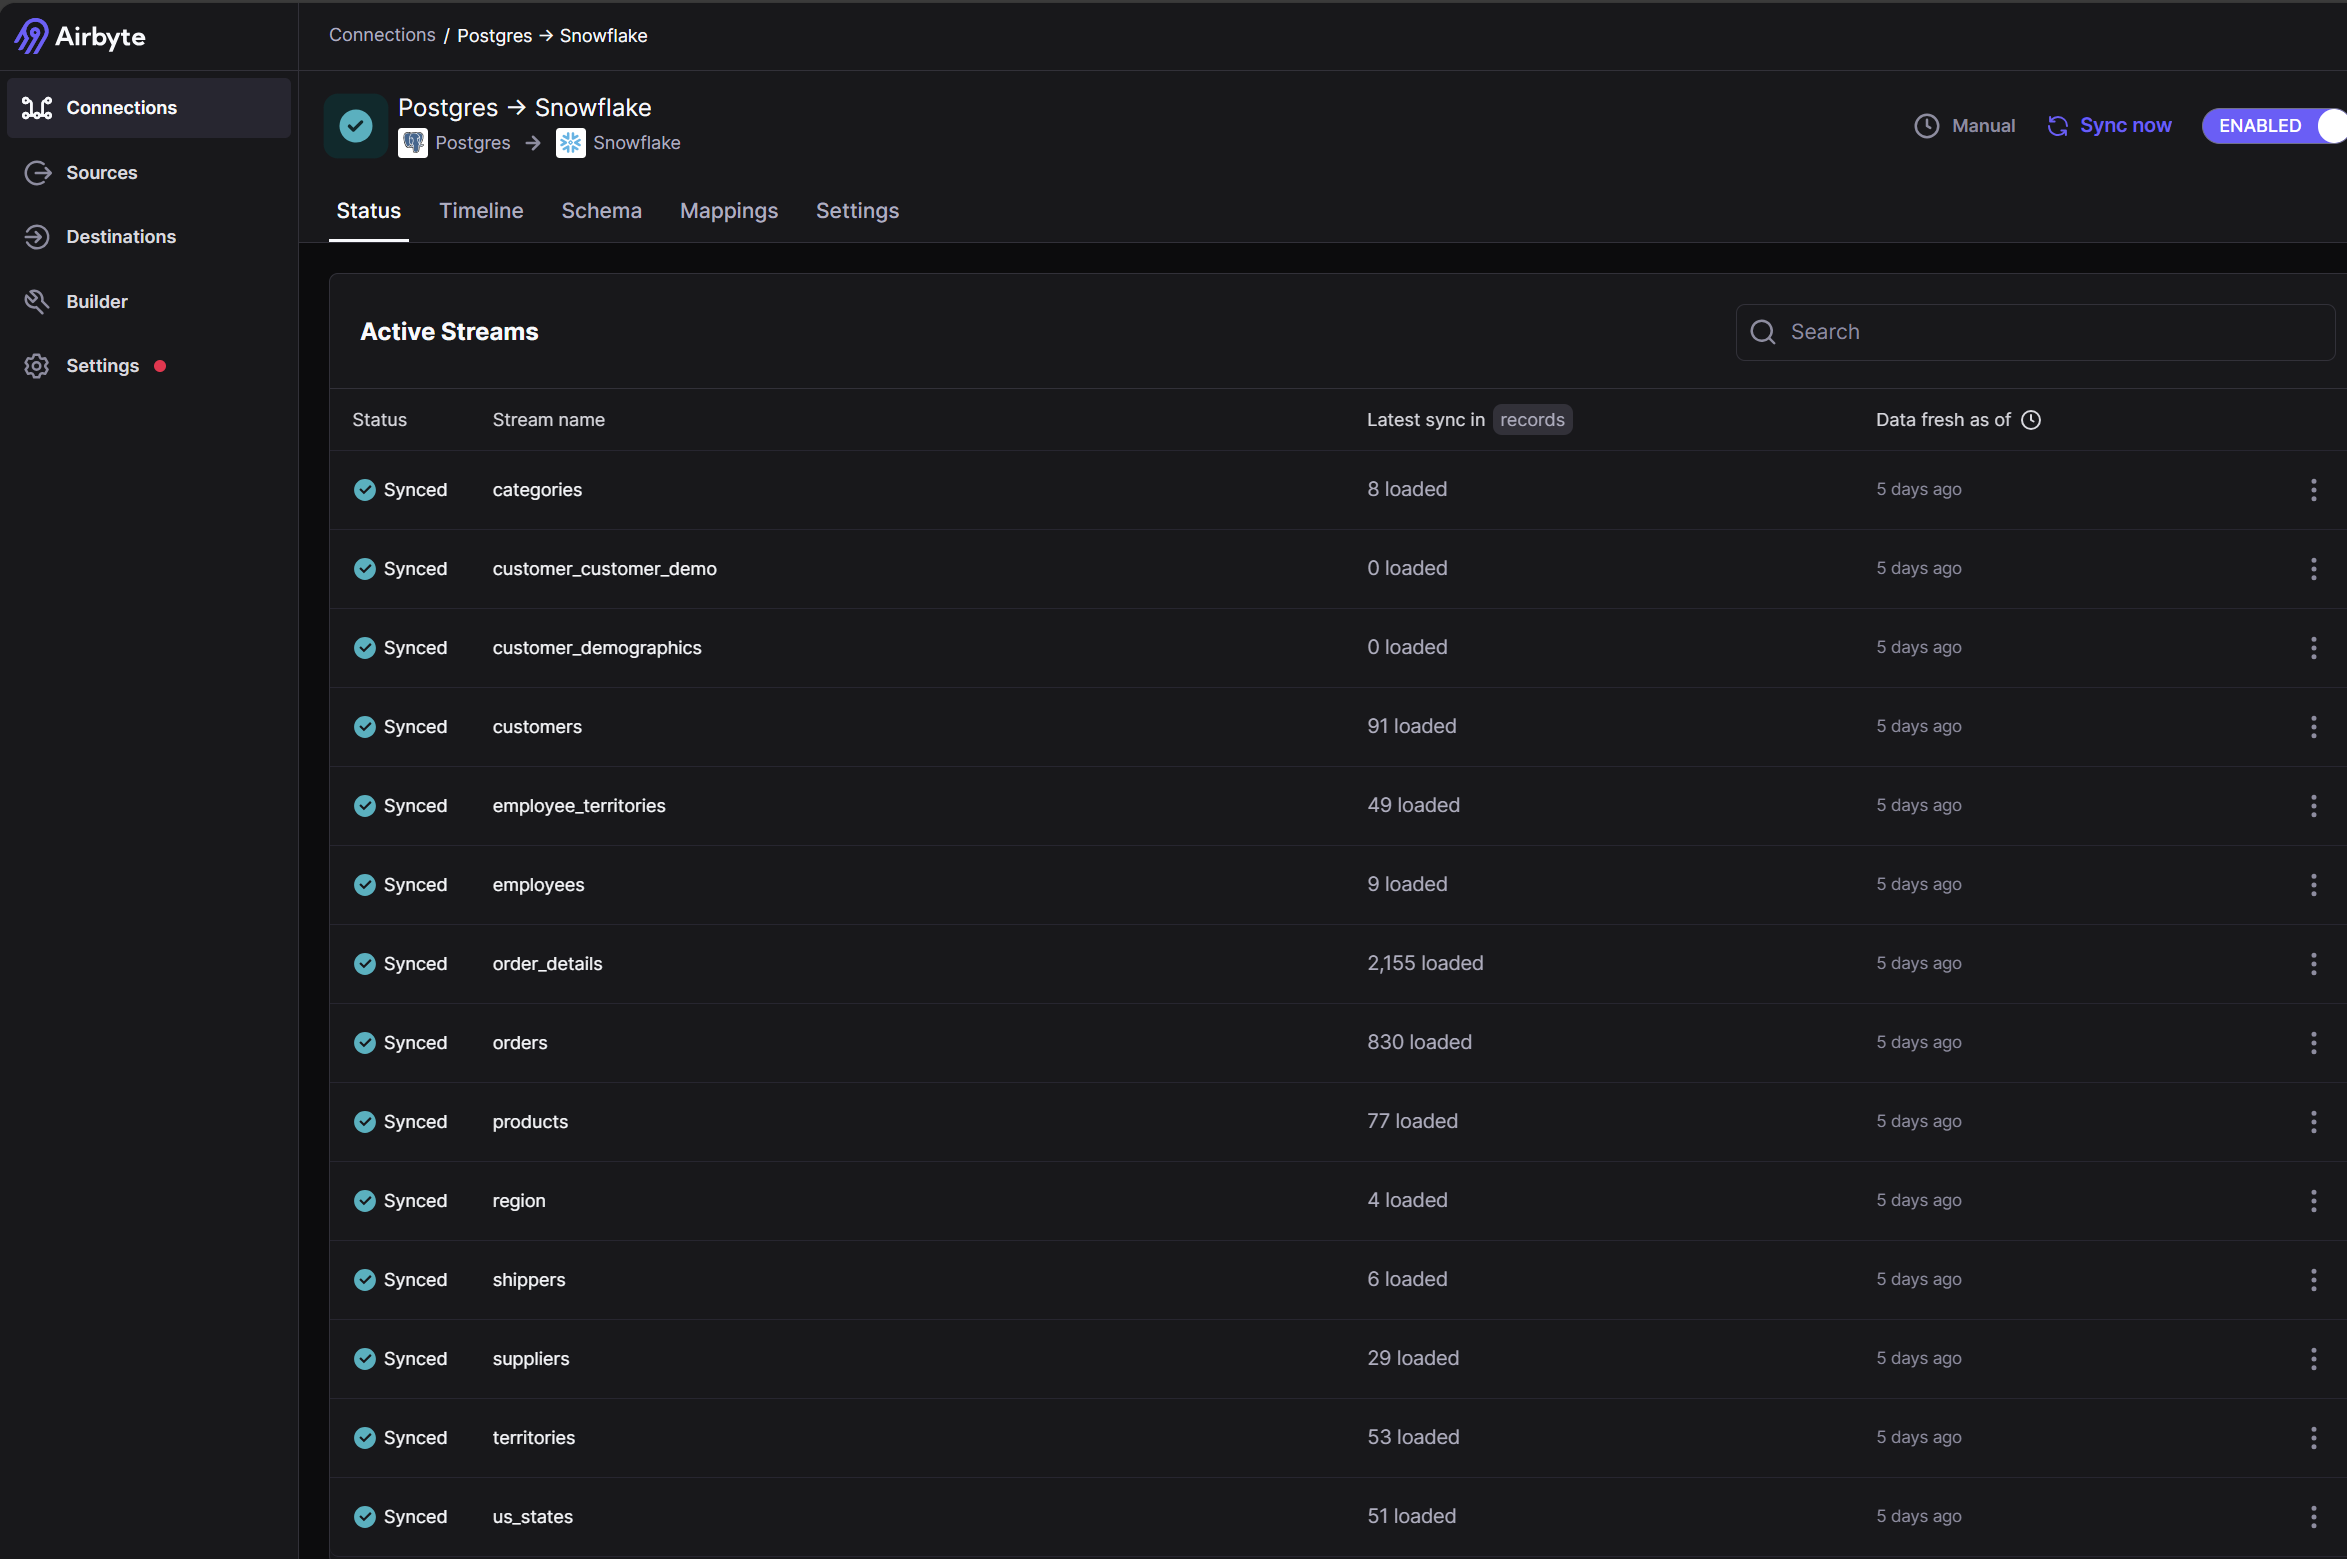 Airbyte
Connections / Postgres → Snowflake
Connections
Sources
Destinations
Builder
Settings
Postgres → Snowflake
Postgres → Snowflake
Manual
Sync now
ENABLED
Status Timeline Schema Mappings Settings
Active Streams
Search
Status Stream name Latest sync in records Data fresh as of
Synced categories 8 loaded 5 days ago
Synced customer_customer_demo 0 loaded 5 days ago
Synced customer_demographics 0 loaded 5 days ago
Synced customers 91 loaded 5 days ago
Synced employee_territories 49 loaded 5 days ago
Synced employees 9 loaded 5 days ago
Synced order_details 2,155 loaded 5 days ago
Synced orders 830 loaded 5 days ago
Synced products 77 loaded 5 days ago
Synced region 4 loaded 5 days ago
Synced shippers 6 loaded 5 days ago
Synced suppliers 29 loaded 5 days ago
Synced territories 53 loaded 5 days ago
Synced us_states 51 loaded 5 days ago